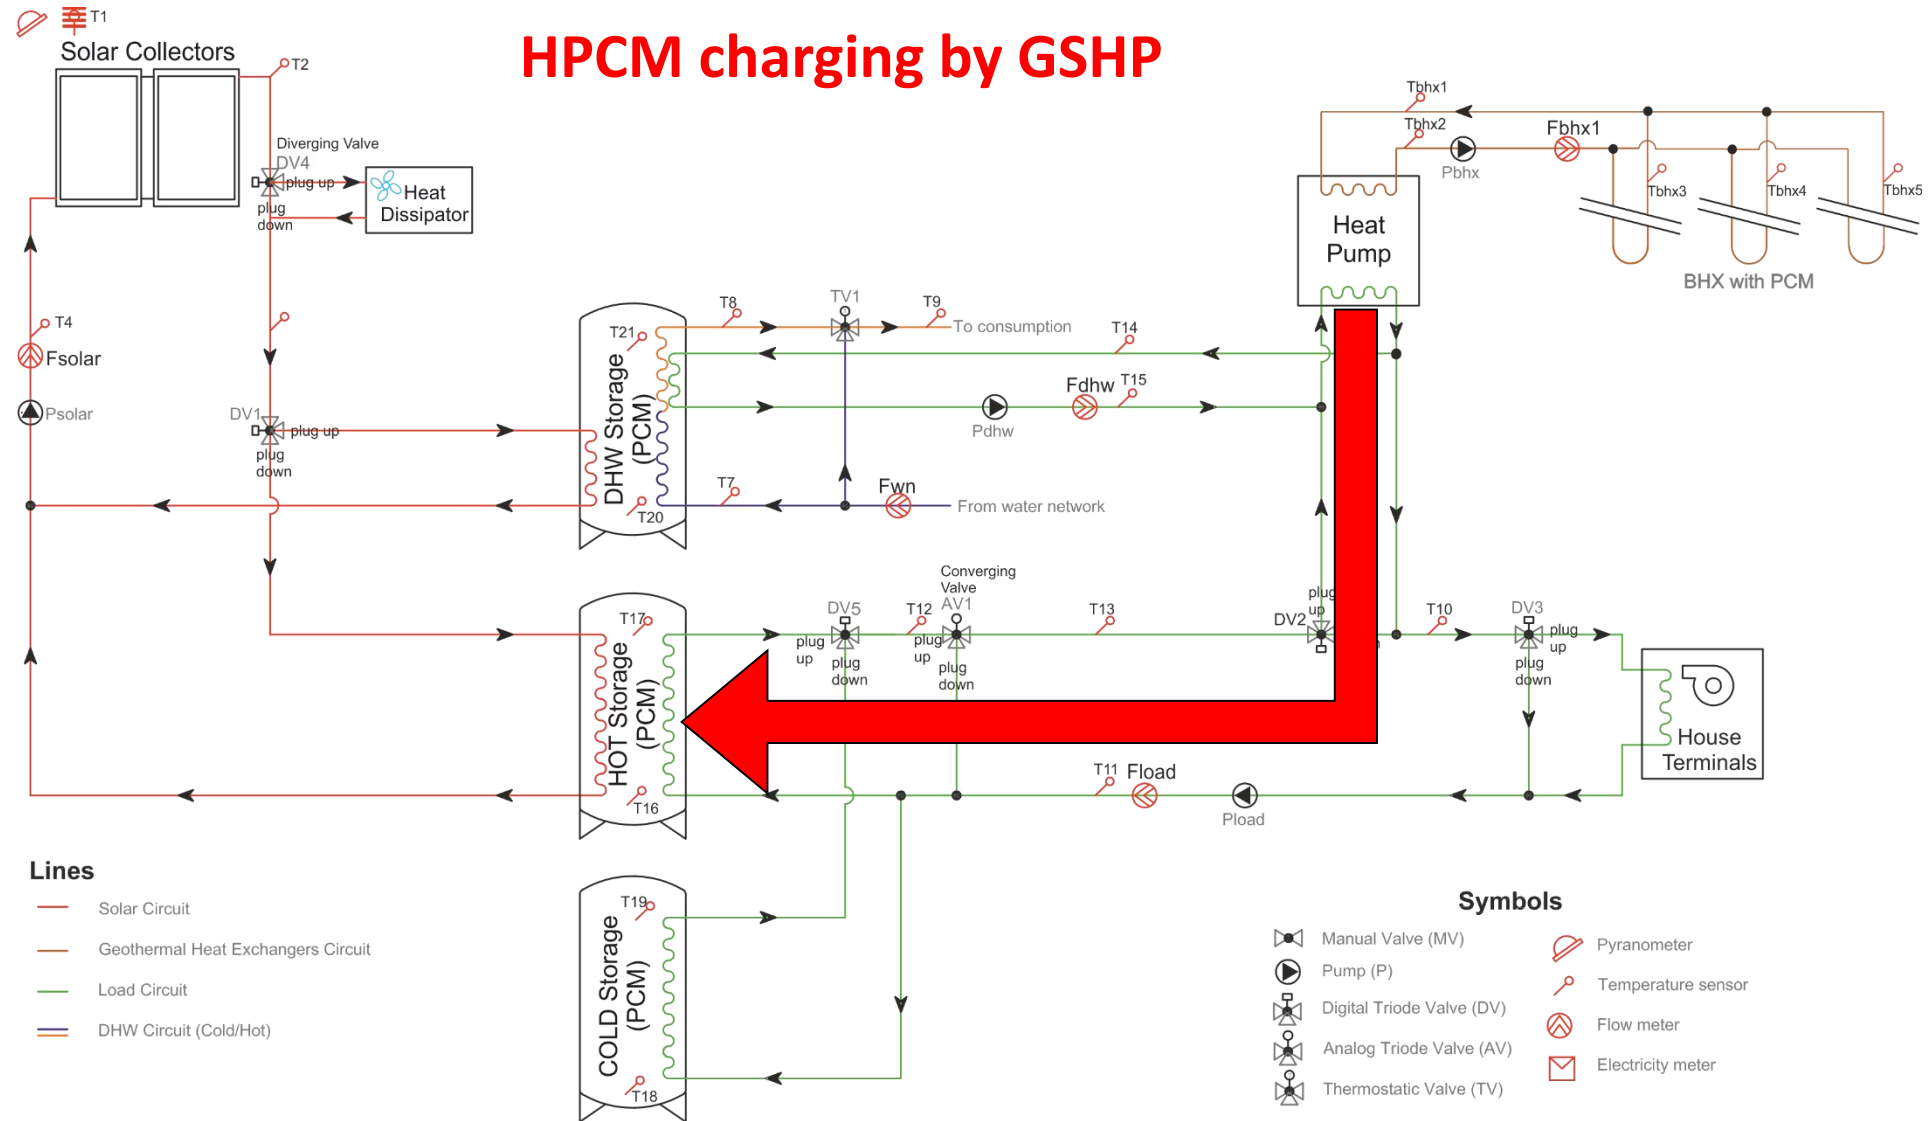 HPCM charging by GSHP
T1
Solar Collectors
T2
Diverging Valve
DV4
plug up
plug
down
Heat
Dissipator
T4
Fsolar
Psolar
DV1
plug up
plug
down
Tbhx1
Tbhx2
Pbhx
Fbhx1
Tbhx3
Tbhx4
Tbhx5
BHX with PCM
Heat
Pump
T21
DHW Storage
(PCM)
T20
T8
TV1
T9
To consumption
T14
Fdhw
T15
Pdhw
T7
Fwn
From water network
T17
HOT Storage
(PCM)
T16
DV5
plug
up
plug
down
T12
Converging
Valve
AV1
plug
up
plug
down
T13
DV2
plug
up
T10
DV3
plug
up
plug
down
House
Terminals
T11
Fload
Pload
T19
COLD Storage
(PCM)
T18
Lines
Solar Circuit
Geothermal Heat Exchangers Circuit
Load Circuit
DHW Circuit (Cold/Hot)
Symbols
Manual Valve (MV)
Pump (P)
Digital Triode Valve (DV)
Analog Triode Valve (AV)
Thermostatic Valve (TV)
Pyranometer
Temperature sensor
Flow meter
Electricity meter